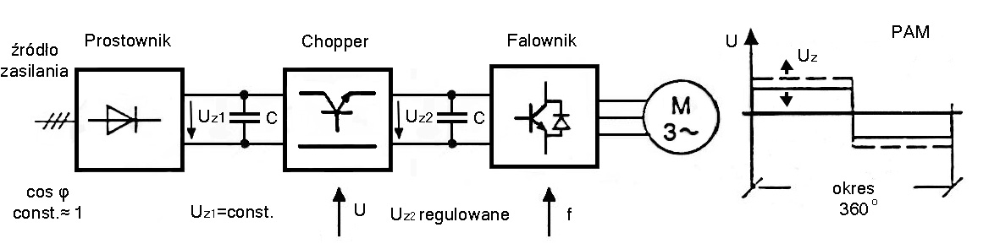 źródło
zasilania
Prostownik
Chopper
Falownik
PAM
U
Uz
Uz1
C
Uz2
C
M
3~
cos φ
const.≈ 1
Uz1=const.
U
Uz2 regulowane
f
okres
360°